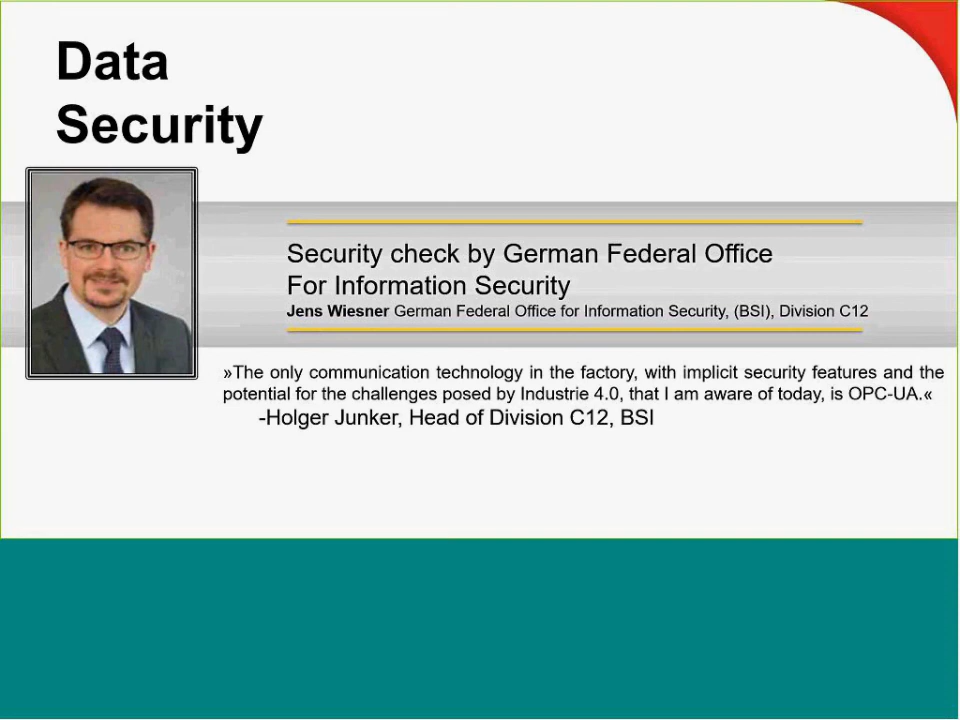 Data
Security
Security check by German Federal Office
For Information Security
Jens Wiesner German Federal Office for Information Security, (BSI), Division C12
»The only communication technology in the factory, with implicit security features and the
potential for the challenges posed by Industrie 4.0, that I am aware of today, is OPC-UA.«
-Holger Junker, Head of Division C12, BSI